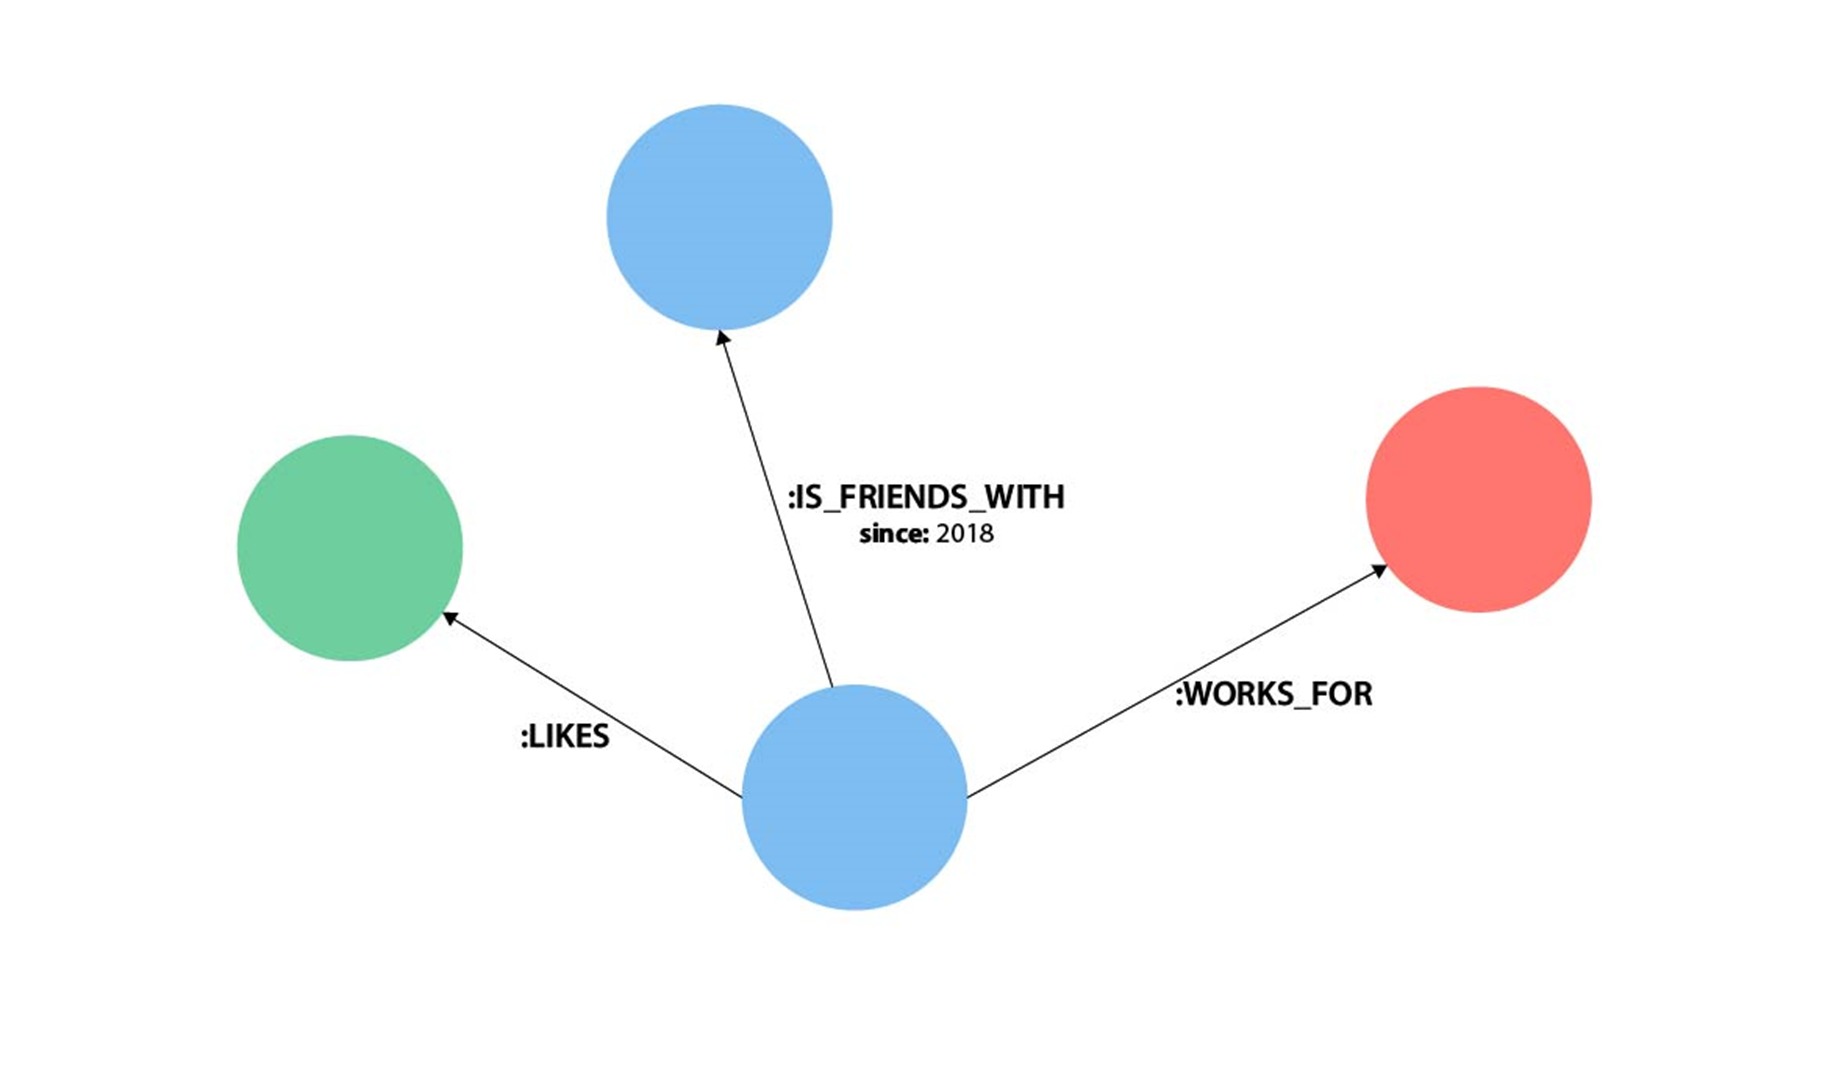 :IS_FRIENDS_WITH
since: 2018
:WORKS_FOR
:LIKES